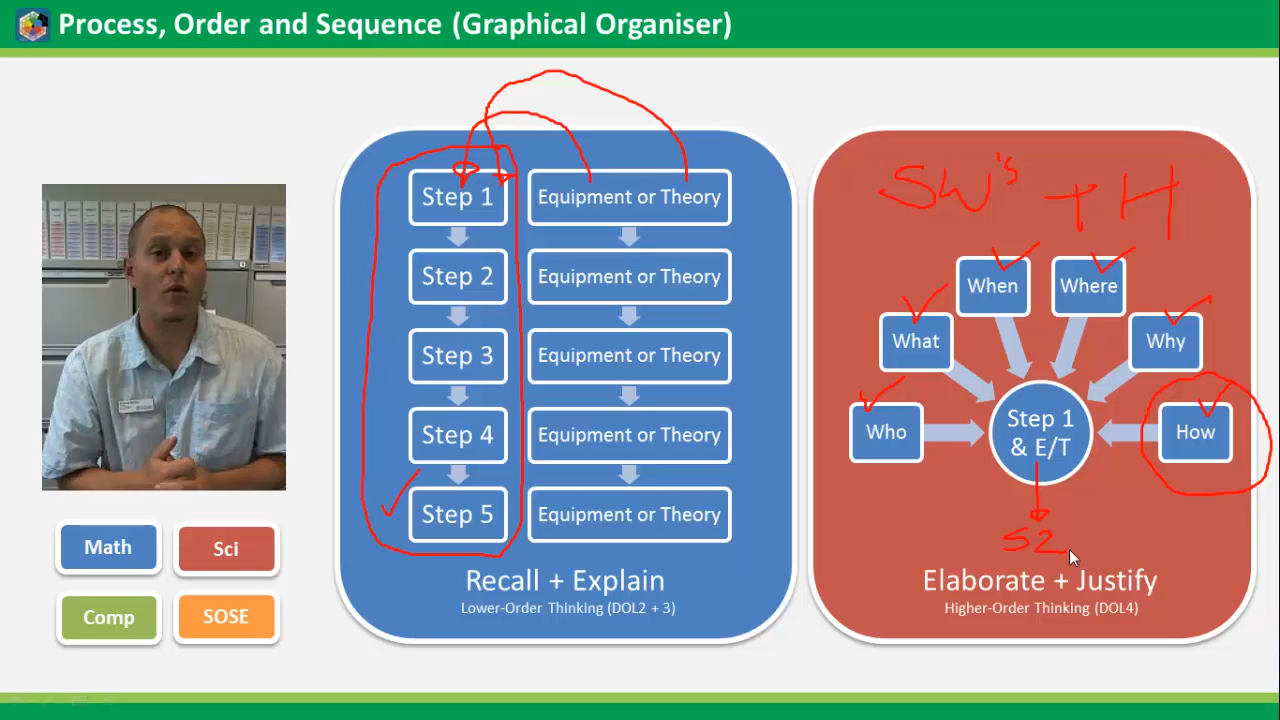 Process, Order and Sequence (Graphical Organiser)
Step 1
Equipment or Theory
Step 2
Equipment or Theory
Step 3
Equipment or Theory
Step 4
Equipment or Theory
Step 5
Equipment or Theory
Recall + Explain
Lower-Order Thinking (DOL2 + 3)
5W's + H
When
Where
What
Why
Who
How
Step 1
& E/T
S2
Elaborate + Justify
Higher-Order Thinking (DOL4)
Math
Sci
Comp
SOSE